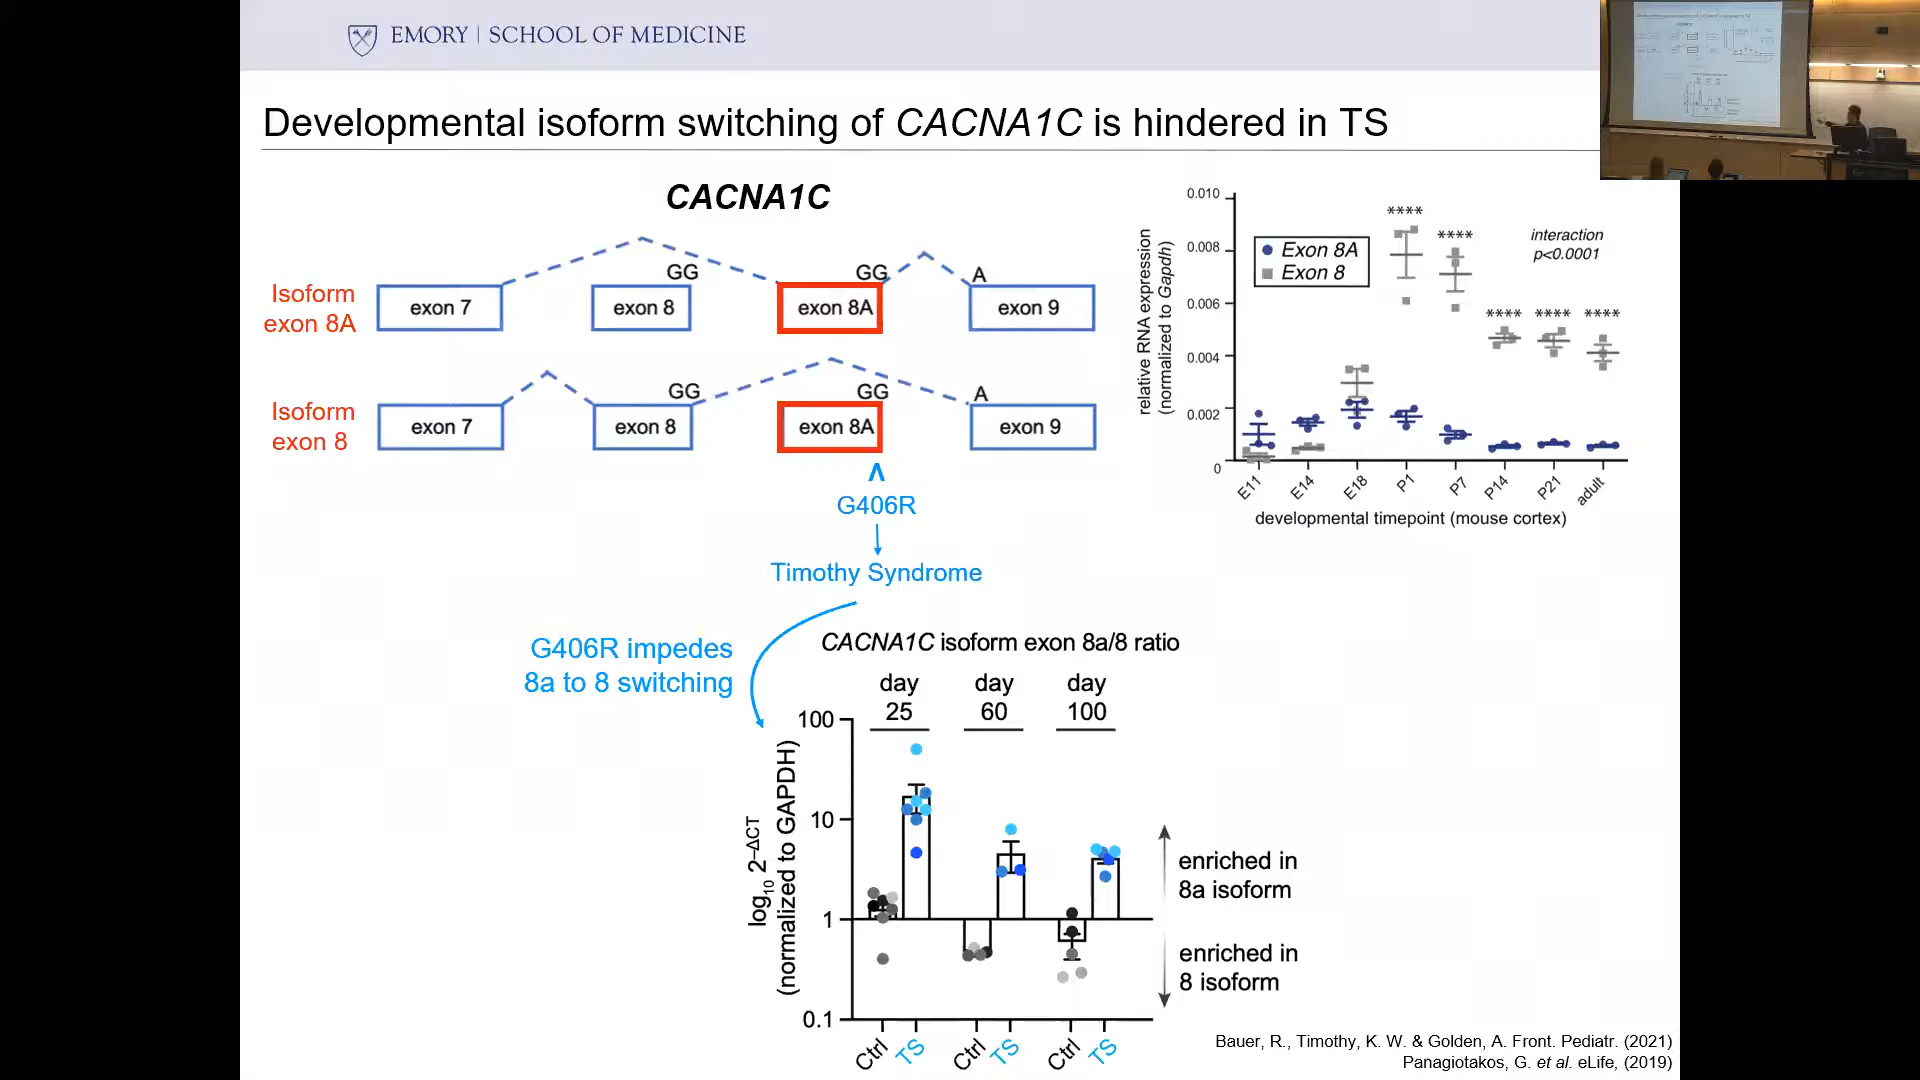 EMORY | SCHOOL OF MEDICINE
Developmental isoform switching of CACNA1C is hindered in TS
CACNA1C
Isoform
exon 8A
exon 7
exon 8
GG
exon 8A
GG
A
exon 9
Isoform
exon 8
exon 7
exon 8
GG
exon 8A
GG
A
exon 9
G406R
Timothy Syndrome
G406R impedes
8a to 8 switching
relative RNA expression
(normalized to Gapdh)
0.010
0.008
0.006
0.004
0.002
0
Exon 8A
Exon 8
****
****
****
****
****
interaction
p<0.0001
E11
E14
E18
P1
P7
P14
P21
adult
developmental timepoint (mouse cortex)
CACNA1C isoform exon 8a/8 ratio
day
25
day
60
day
100
log10 2–ΔCT
(normalized to GAPDH)
100
10
1
0.1
Ctrl
TS
Ctrl
TS
Ctrl
TS
enriched in
8a isoform
enriched in
8 isoform
Bauer, R., Timothy, K. W. & Golden, A. Front. Pediatr. (2021)
Panagiotakos, G. et al. eLife, (2019)